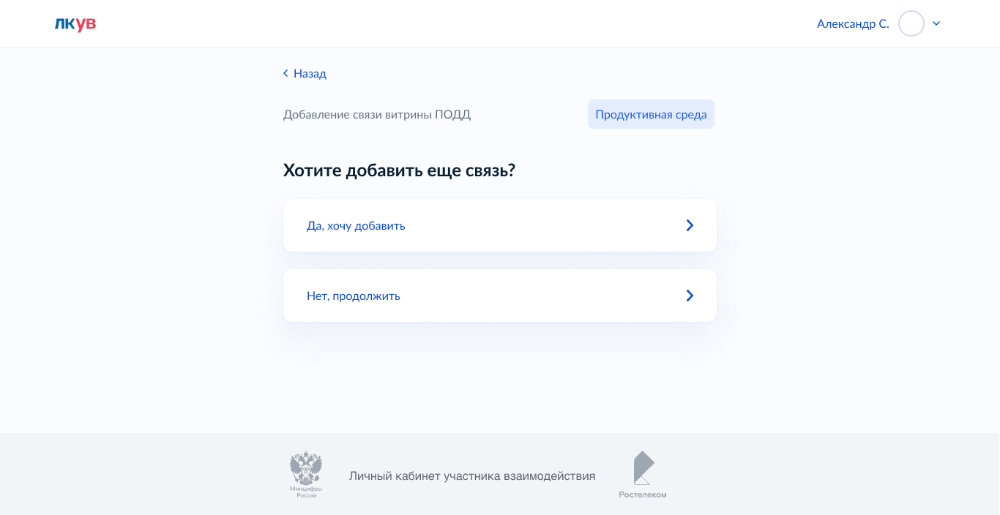 ЛКУВ
Александр С.
Назад
Добавление связи витрины ПОДД
Продуктивная среда
Хотите добавить еще связь?
Да, хочу добавить
Нет, продолжить
Минцифры
России
Личный кабинет участника взаимодействия
Ростелеком